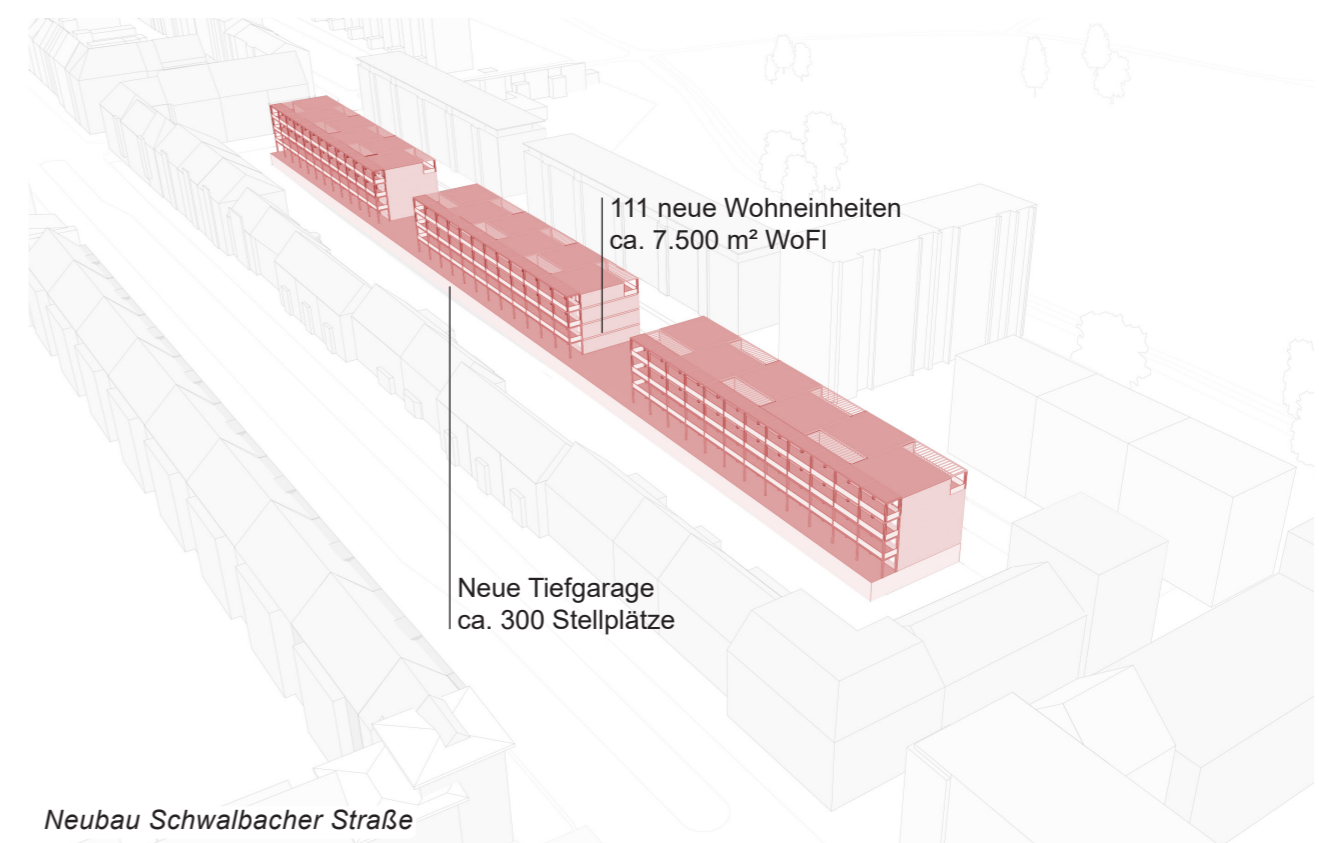 111 neue Wohneinheiten
ca. 7.500 m² WoFl
Neue Tiefgarage
ca. 300 Stellplätze
Neubau Schwalbacher Straße